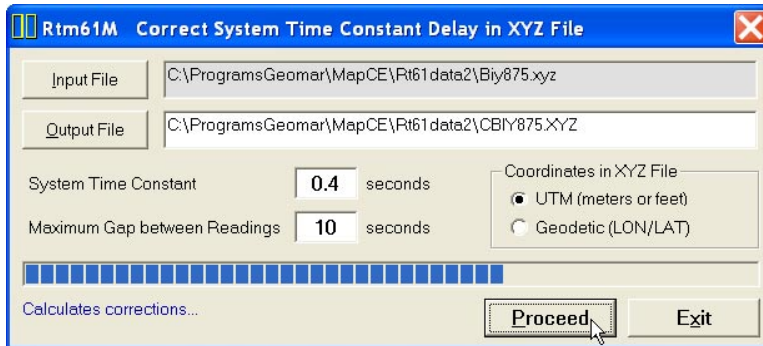 Rtm61M Correct System Time Constant Delay in XYZ File
Input File C:\ProgramsGeomar\MapCE\Rt61data2\Biy875.xyz
Output File C:\ProgramsGeomar\MapCE\Rt61data2\CBIY875.XYZ
Coordinates in XYZ File
System Time Constant 0.4 seconds
UTM (meters or feet)
Maximum Gap between Readings 10 seconds
Geodetic (LON/LAT)
Calculates corrections...
Proceed Exit